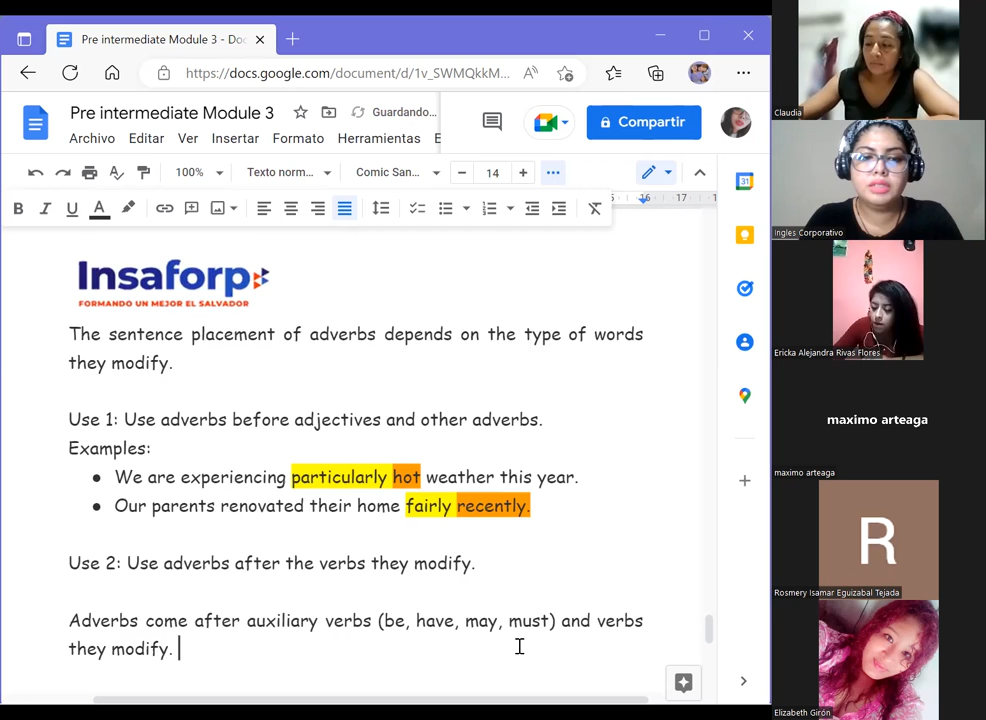 Pre intermediate Module 3 - Doc
https://docs.google.com/document/d/1v_SWMQkkM...
Pre intermediate Module 3
Guardando...
Archivo Editar Ver Insertar Formato Herramientas E
Compartir
100% Texto norm... Comic San... 14
B I U A
16 17 1
31
Insaforp
FORMANDO UN MEJOR EL SALVADOR
The sentence placement of adverbs depends on the type of words
they modify.
Use 1: Use adverbs before adjectives and other adverbs.
Examples:
● We are experiencing particularly hot weather this year.
● Our parents renovated their home fairly recently.
Use 2: Use adverbs after the verbs they modify.
Adverbs come after auxiliary verbs (be, have, may, must) and verbs
they modify.
Claudia
Ingles Corporativo
Ericka Alejandra Rivas Flores
maximo arteaga
maximo arteaga
R
Rosmery Isamar Eguizabal Tejada
Elizabeth Girón